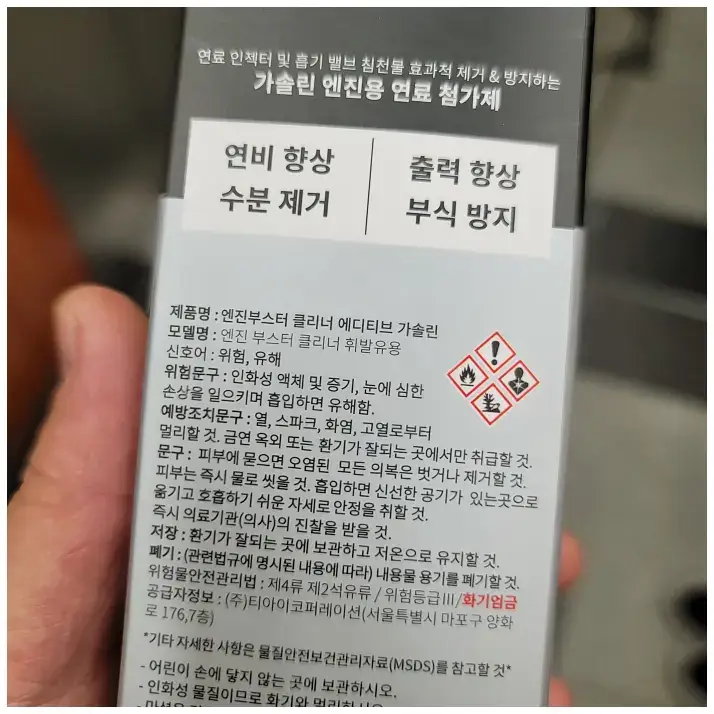 연료 인젝터 및 흡기 밸브 침천물 효과적 제거 & 방지하는
가솔린 엔진용 연료 첨가제
연비 향상
수분 제거
출력 향상
부식 방지
제품명 : 엔진부스터 클리너 에디티브 가솔린
모델명 : 엔진 부스터 클리너 휘발유용
신호어 : 위험, 유해
위험문구 : 인화성 액체 및 증기, 눈에 심한
손상을 일으키며 흡입하면 유해함.
예방조치문구 : 열, 스파크, 화염, 고열로부터
멀리할 것. 금연 옥외 또는 환기가 잘되는 곳에서만 취급할 것.
문구 : 피부에 묻으면 오염된 모든 의복은 벗거나 제거할 것.
피부는 즉시 물로 씻을 것. 흡입하면 신선한 공기가 있는곳으로
옮기고 호흡하기 쉬운 자세로 안정을 취할 것.
즉시 의료기관(의사)의 진찰을 받을 것.
저장 : 환기가 잘되는 곳에 보관하고 저온으로 유지할 것.
폐기 : (관련법규에 명시된 내용에 따라) 내용물 용기를 폐기할 것.
위험물안전관리법 : 제4류 제2석유류 / 위험등급III/화기엄금
공급자정보 : (주)티아이코퍼레이션(서울특별시 마포구 양화
로 176,7층)
*기타 자세한 사항은 물질안전보건관리자료(MSDS)를 참고할 것*
- 어린이 손에 닿지 않는 곳에 보관하시오.
- 인화성 물질이므로 화기와 멀리하시오